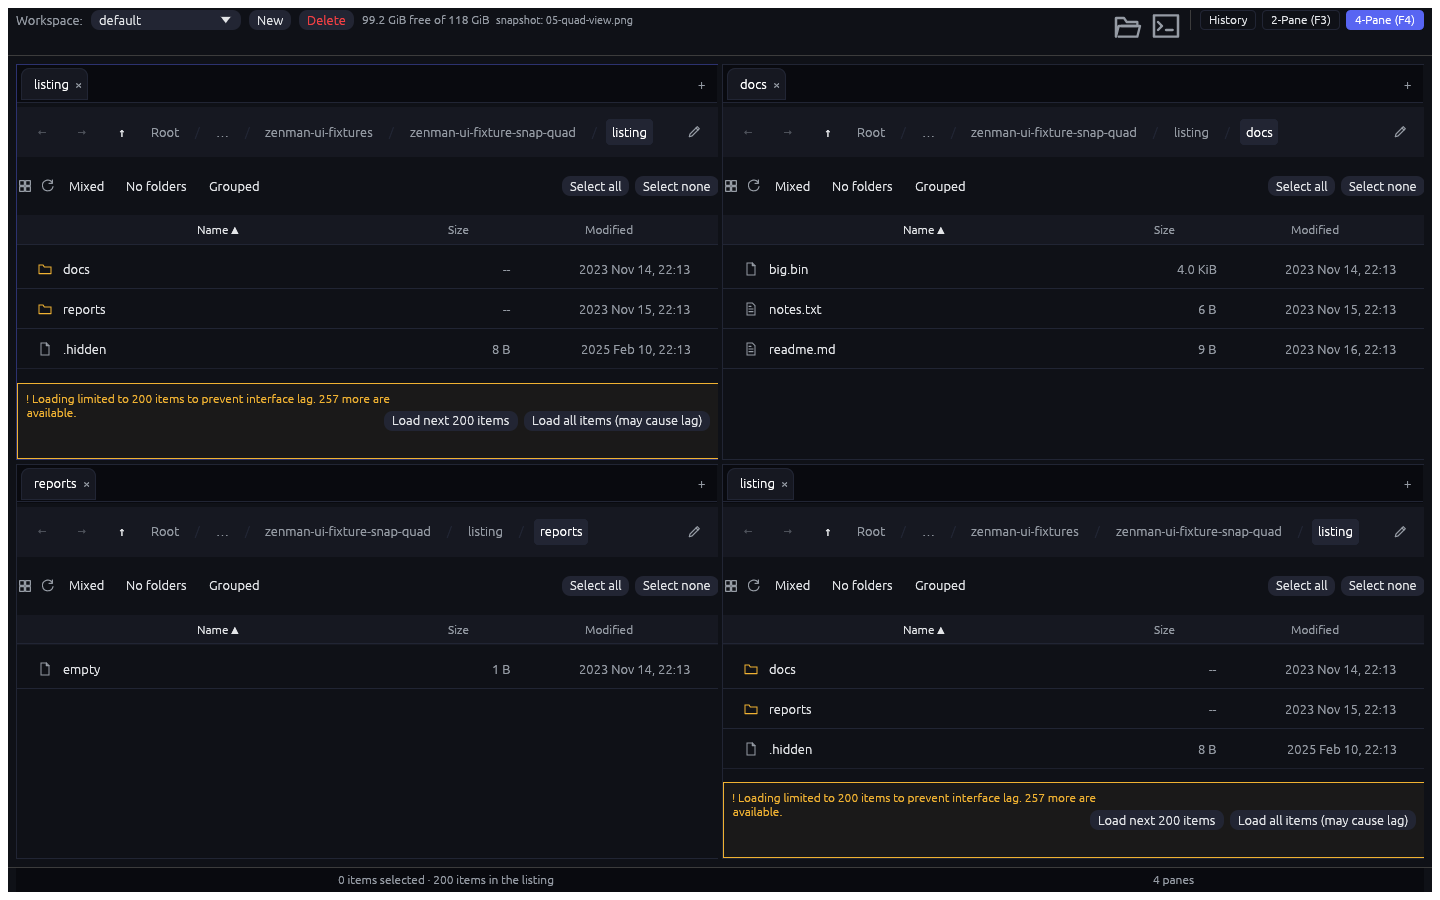 Workspace: default New Delete 99.2 GiB free of 118 GiB snapshot: 05-quad-view.png History 2-Pane (F3) 4-Pane (F4)
listing × +
← → ↑ Root / … / zenman-ui-fixtures / zenman-ui-fixture-snap-quad / listing
Mixed No folders Grouped Select all Select none
Name ▲ Size Modified
docs -- 2023 Nov 14, 22:13
reports -- 2023 Nov 15, 22:13
.hidden 8 B 2025 Feb 10, 22:13
! Loading limited to 200 items to prevent interface lag. 257 more are
available.
Load next 200 items Load all items (may cause lag)
docs × +
← → ↑ Root / … / zenman-ui-fixture-snap-quad / listing / docs
Mixed No folders Grouped Select all Select none
Name ▲ Size Modified
big.bin 4.0 KiB 2023 Nov 14, 22:13
notes.txt 6 B 2023 Nov 15, 22:13
readme.md 9 B 2023 Nov 16, 22:13
reports × +
← → ↑ Root / … / zenman-ui-fixture-snap-quad / listing / reports
Mixed No folders Grouped Select all Select none
Name ▲ Size Modified
empty 1 B 2023 Nov 14, 22:13
listing × +
← → ↑ Root / … / zenman-ui-fixtures / zenman-ui-fixture-snap-quad / listing
Mixed No folders Grouped Select all Select none
Name ▲ Size Modified
docs -- 2023 Nov 14, 22:13
reports -- 2023 Nov 15, 22:13
.hidden 8 B 2025 Feb 10, 22:13
! Loading limited to 200 items to prevent interface lag. 257 more are
available.
Load next 200 items Load all items (may cause lag)
0 items selected · 200 items in the listing 4 panes